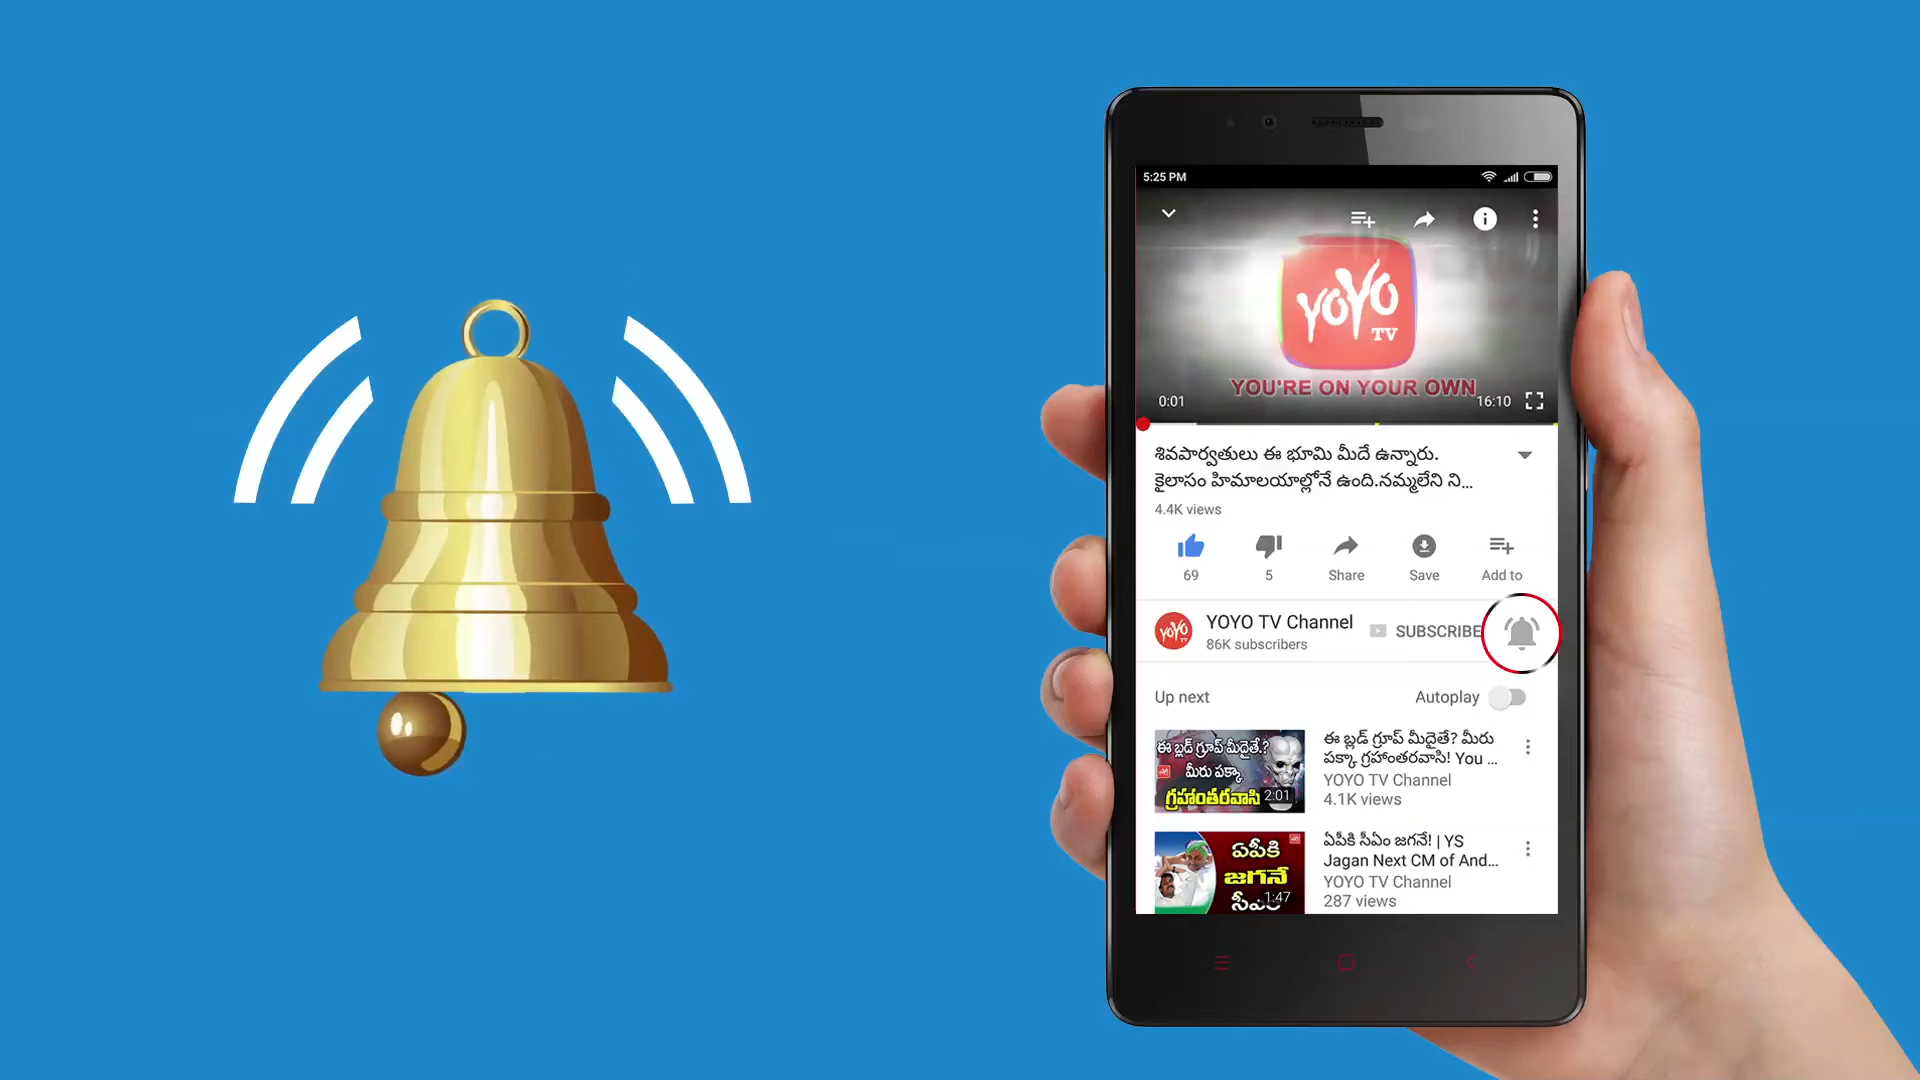 5:25 PM
YOYO
TV
YOU'RE ON YOUR OWN
0:01
16:10
శివపార్వతులు ఈ భూమి మీదే ఉన్నారు.
కైలాసం హిమాలయాల్లోనే ఉంది.నమ్మలేని ని...
4.4K views
69
5
Share
Save
Add to
YOYO TV
YOYO TV Channel
SUBSCRIBE
86K subscribers
Up next
Autoplay
ఈ బ్లడ్ గ్రూప్ మీదైతే.?
మీరు పక్కా
గ్రహాంతరవాసి
2:01
ఈ బ్లడ్ గ్రూప్ మీదైతే? మీరు
పక్కా గ్రహాంతరవాసి! You ...
YOYO TV Channel
4.1K views
ఏపీకి
జగనే
సీఎం
1:47
ఏపీకి సీఎం జగనే! | YS
Jagan Next CM of And...
YOYO TV Channel
287 views